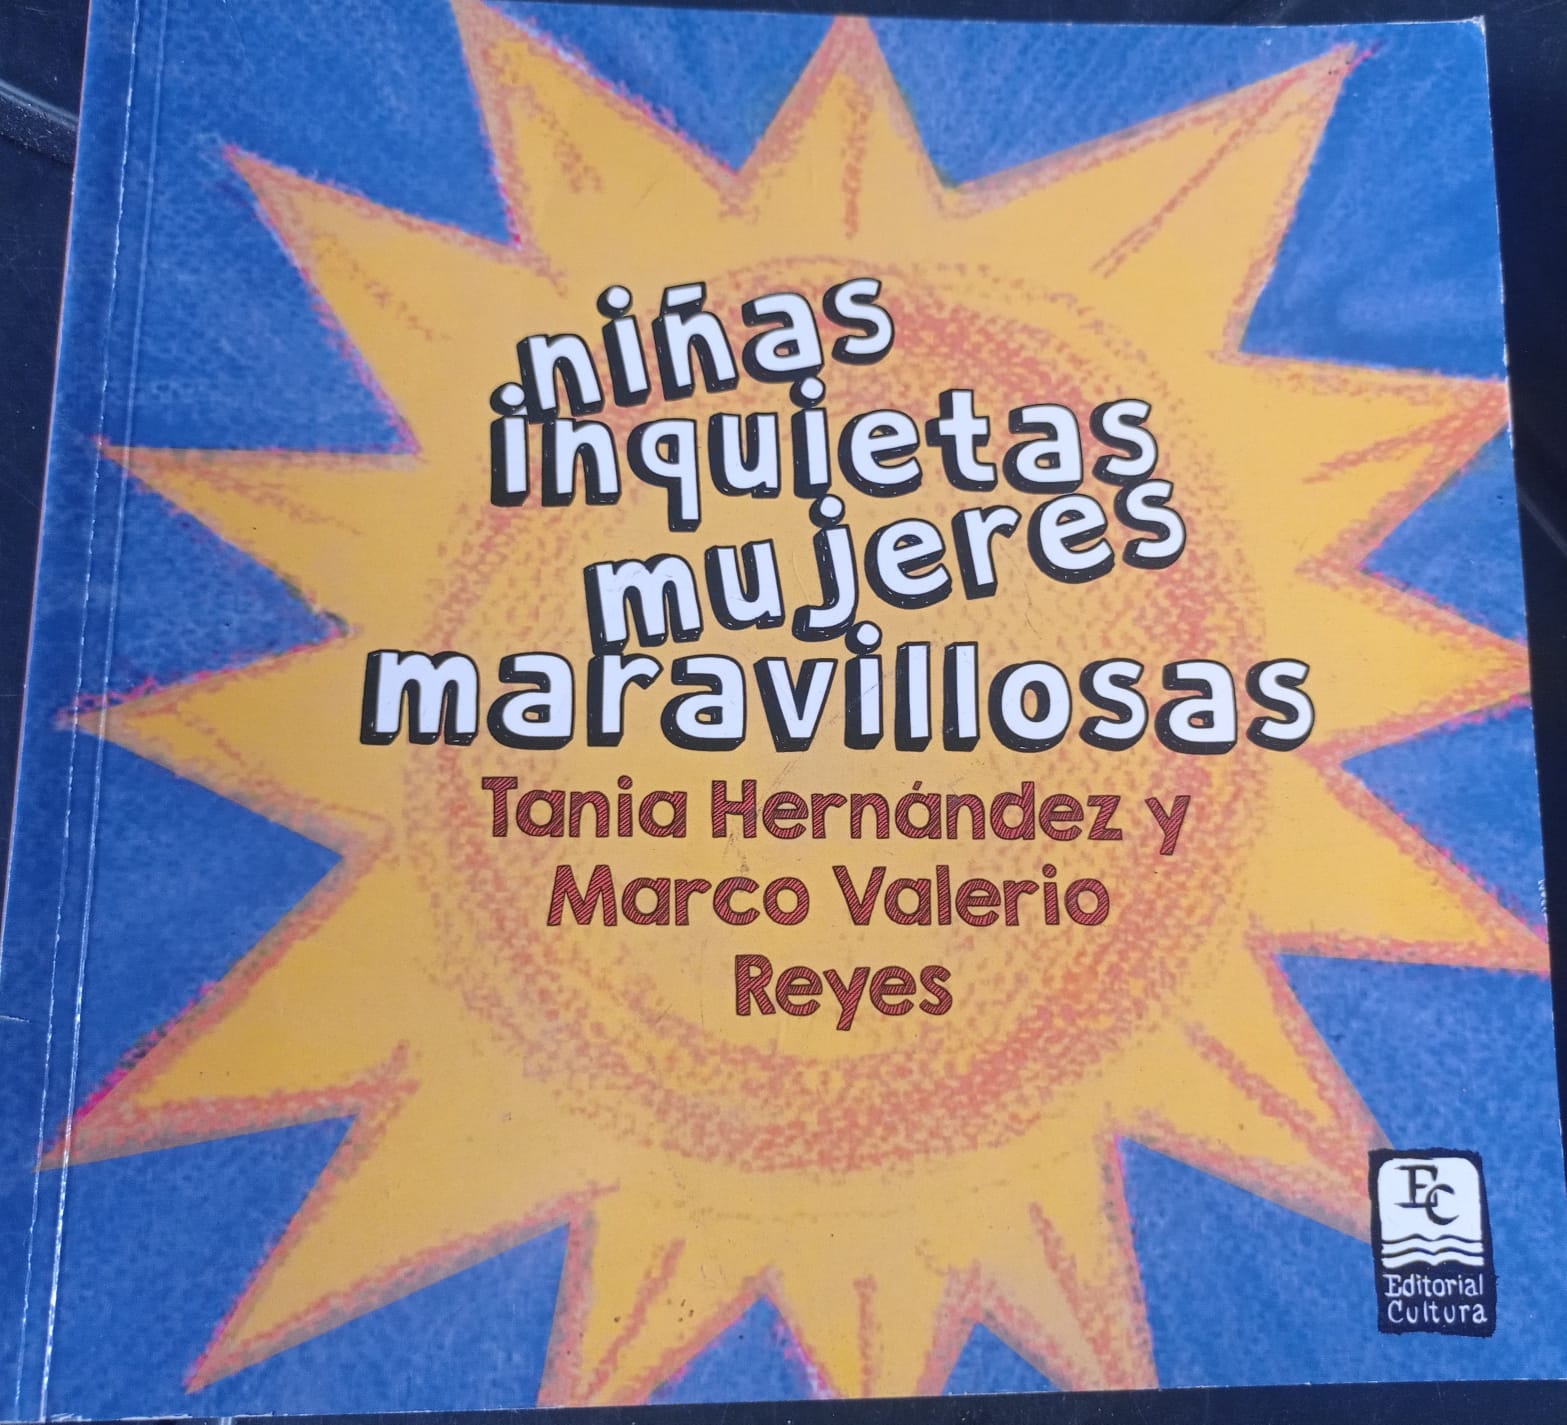 niñas
inquietas
mujeres
maravillosas
Tania Hernández y
Marco Valerio
Reyes
EC
Editorial
Cultura